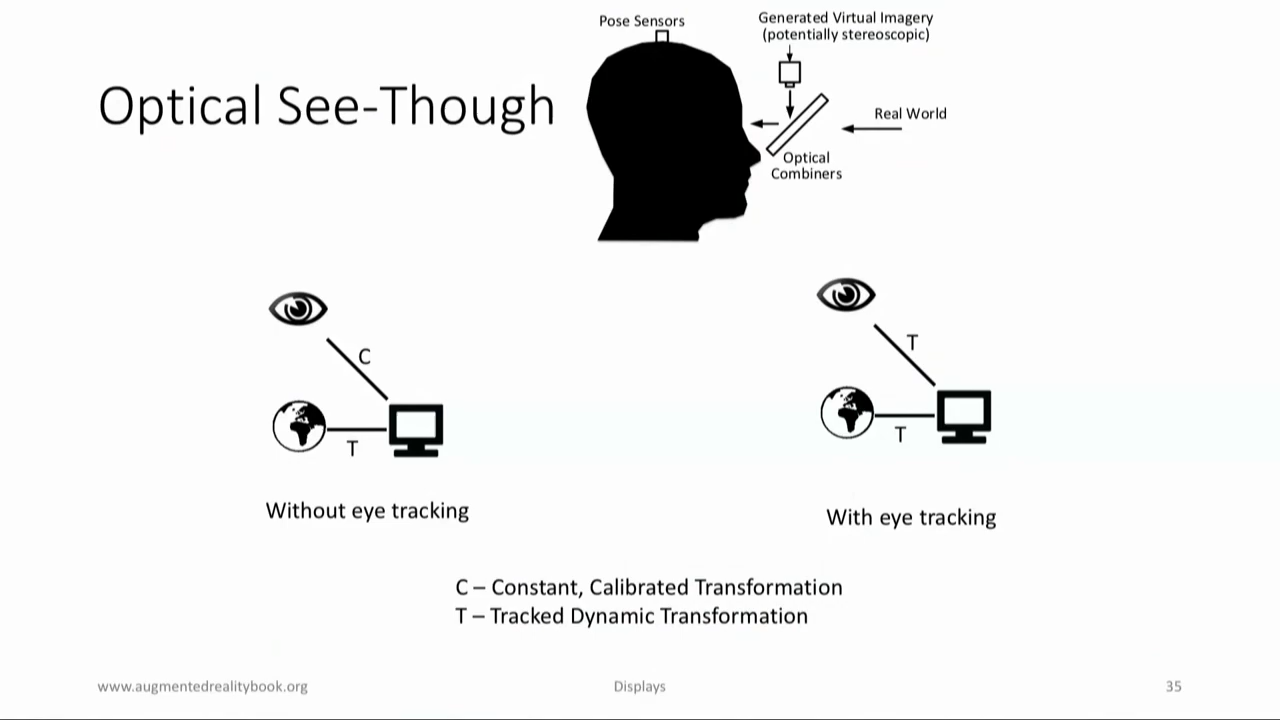 Optical See-Though
Pose Sensors
Generated Virtual Imagery
(potentially stereoscopic)
Real World
Optical
Combiners
C
T
Without eye tracking
T
T
With eye tracking
C – Constant, Calibrated Transformation
T – Tracked Dynamic Transformation
www.augmentedrealitybook.org
Displays
35